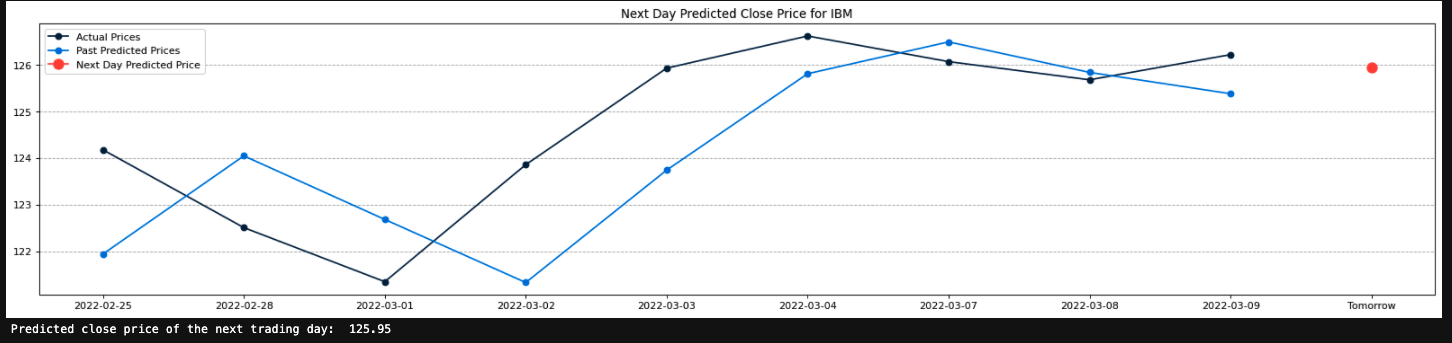 Next Day Predicted Close Price for IBM
Actual Prices
Past Predicted Prices
Next Day Predicted Price
126
125
124
123
122
2022-02-25 2022-02-28 2022-03-01 2022-03-02 2022-03-03 2022-03-04 2022-03-07 2022-03-08 2022-03-09 Tomorrow
Predicted close price of the next trading day: 125.95